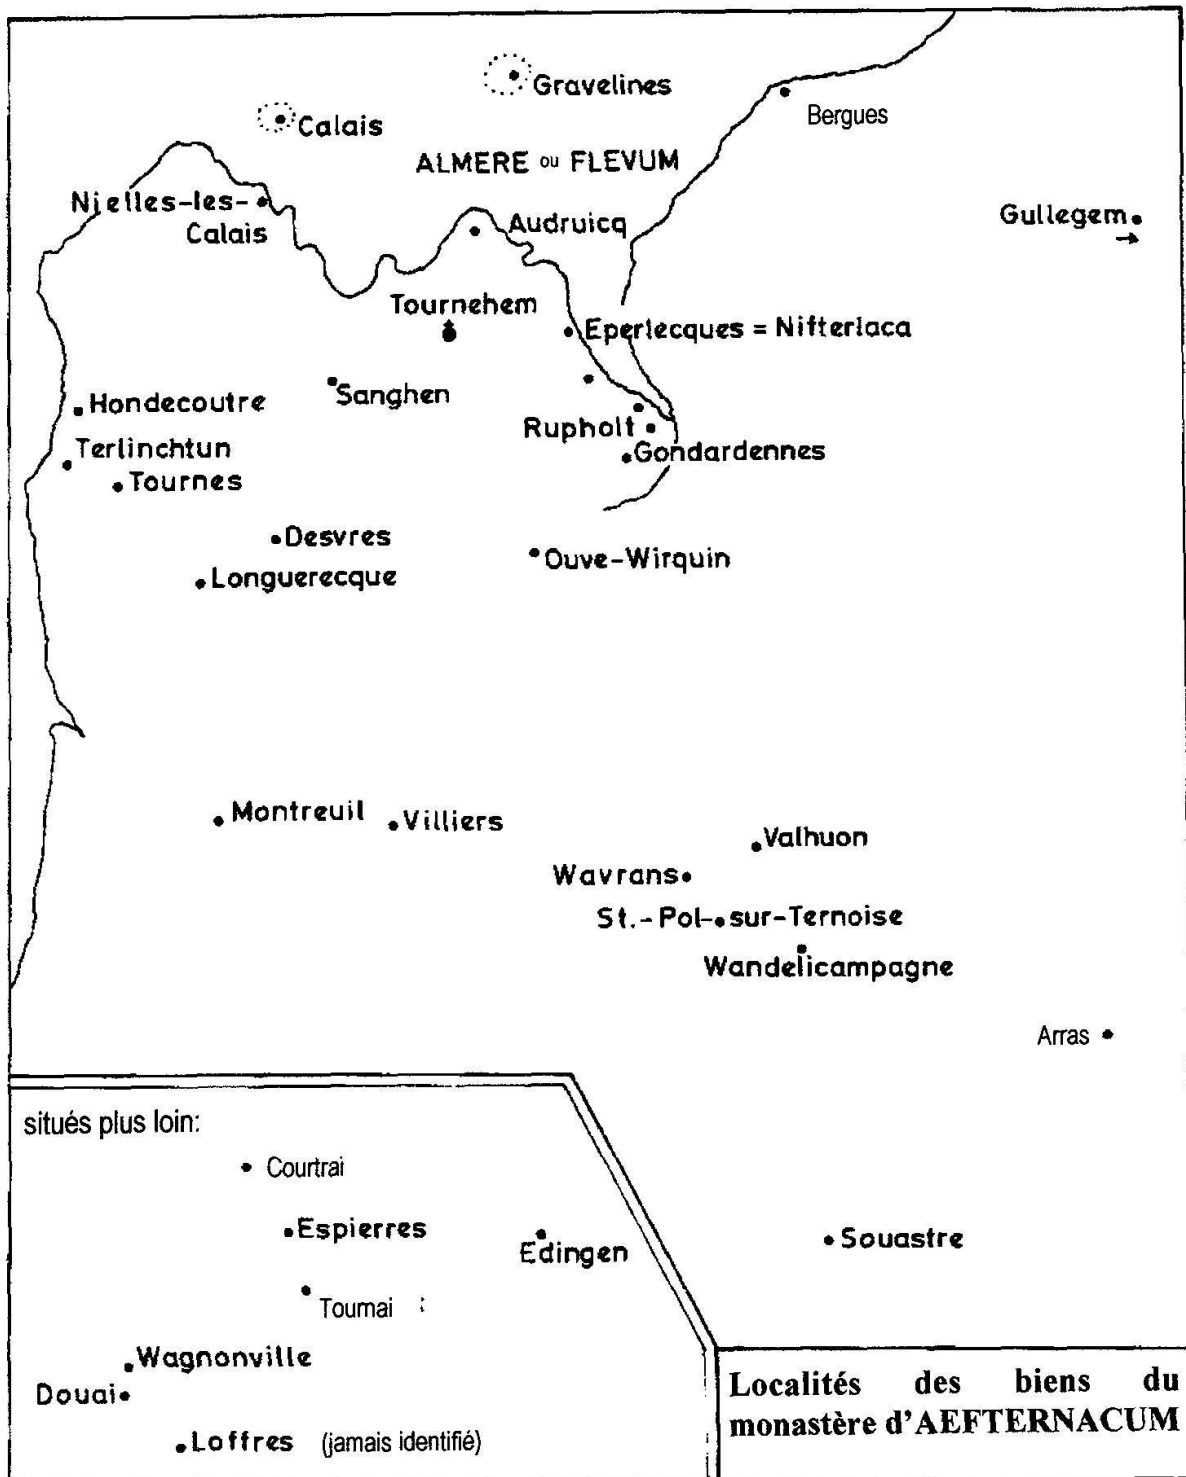 Gravelines
Calais
Bergues
ALMERE ou FLEVUM
Nielles-les-
Calais
Gullegem
Audruicq
Tournehem
Eperlecques = Nifterlaca
Sanghen
Hondecoutre
Rupholt
Terlinchtun
Gondardennes
Tournes
Desvres
Ouve-Wirquin
Longuerecque
Montreuil
Villiers
Valhuon
Wavrans
St.-Pol-sur-Ternoise
Wandelicampagne
Arras
situés plus loin:
Courtrai
Espierres
Edingen
Souastre
Tournai
Wagnonville
Douai
Loffres (jamais identifié)
Localités des biens du
monastère d'AEFTERNACUM